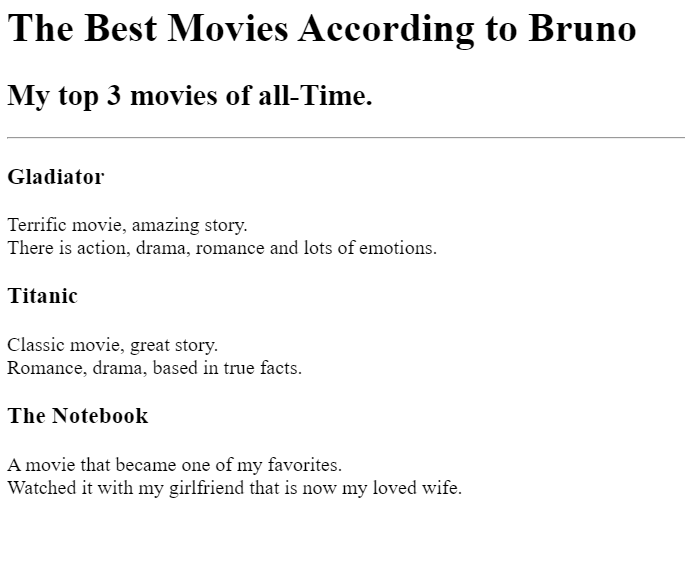 The Best Movies According to Bruno
My top 3 movies of all-Time.
Gladiator
Terrific movie, amazing story.
There is action, drama, romance and lots of emotions.
Titanic
Classic movie, great story.
Romance, drama, based in true facts.
The Notebook
A movie that became one of my favorites.
Watched it with my girlfriend that is now my loved wife.